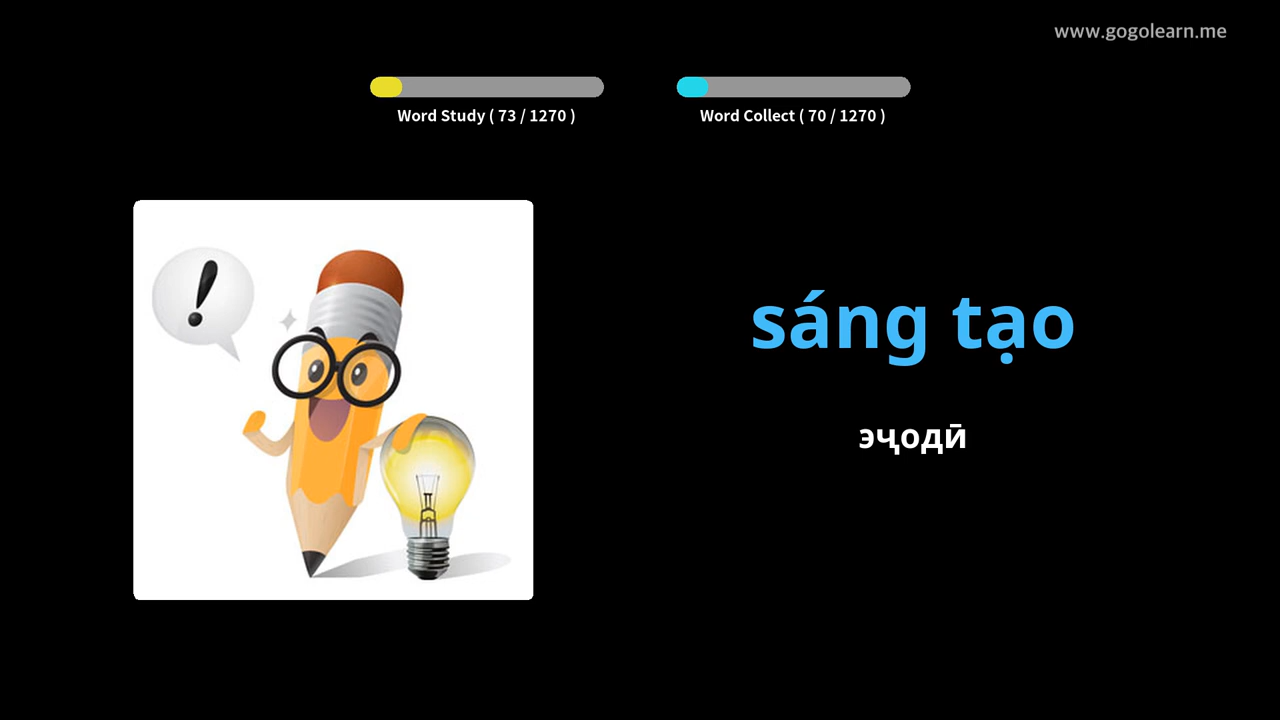 www.gogolearn.me
Word Study ( 73 / 1270 )
Word Collect ( 70 / 1270 )
!
sáng tạo
эҷодӣ